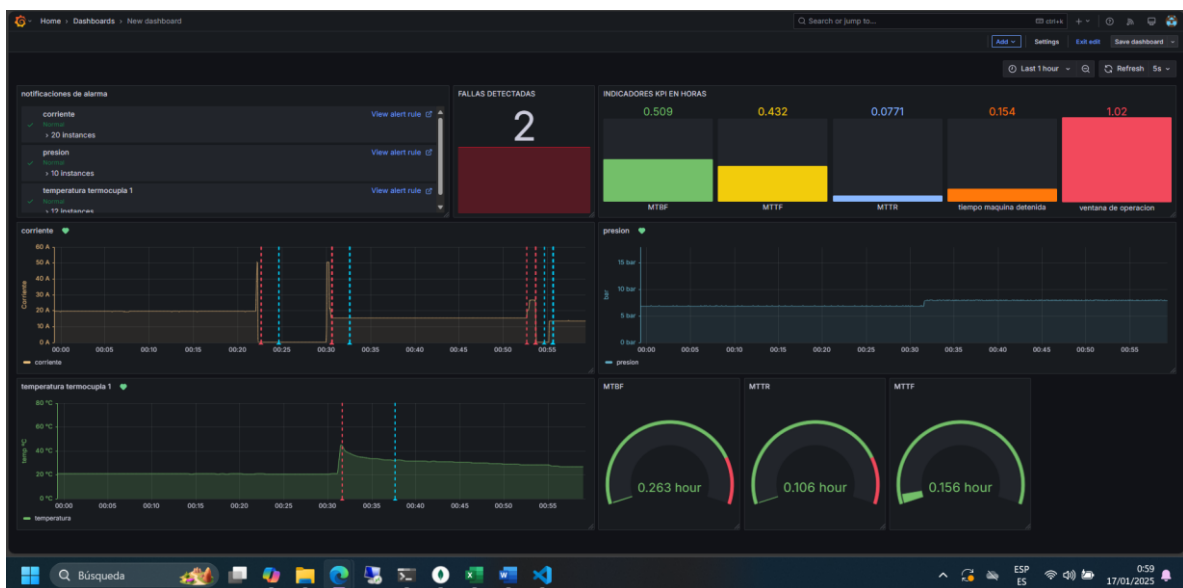 Home › Dashboards › New dashboard
Search or jump to...
ctrl+k
Add
Settings
Exit edit
Save dashboard
Last 1 hour
Refresh
5s
notificaciones de alarma
corriente
View alert rule
Normal
> 20 instances
presion
View alert rule
Normal
> 10 instances
temperatura termocupla 1
View alert rule
Normal
> 12 instances
FALLAS DETECTADAS
2
INDICADORES KPI EN HORAS
0.509 0.432 0.0771 0.154 1.02
MTBF MTTF MTTR tiempo maquina detenida ventana de operacion
corriente
60 A
50 A
40 A
30 A
20 A
10 A
0 A
Corriente
00:00 00:05 00:10 00:15 00:20 00:25 00:30 00:35 00:40 00:45 00:50 00:55
corriente
presion
15 bar
10 bar
5 bar
0 bar
bar
00:00 00:05 00:10 00:15 00:20 00:25 00:30 00:35 00:40 00:45 00:50 00:55
presion
temperatura termocupla 1
80 °C
60 °C
40 °C
20 °C
0 °C
temp °C
00:00 00:05 00:10 00:15 00:20 00:25 00:30 00:35 00:40 00:45 00:50 00:55
temperatura
MTBF
0.263 hour
MTTR
0.106 hour
MTTF
0.156 hour
Búsqueda
ESP
ES
0:59
17/01/2025